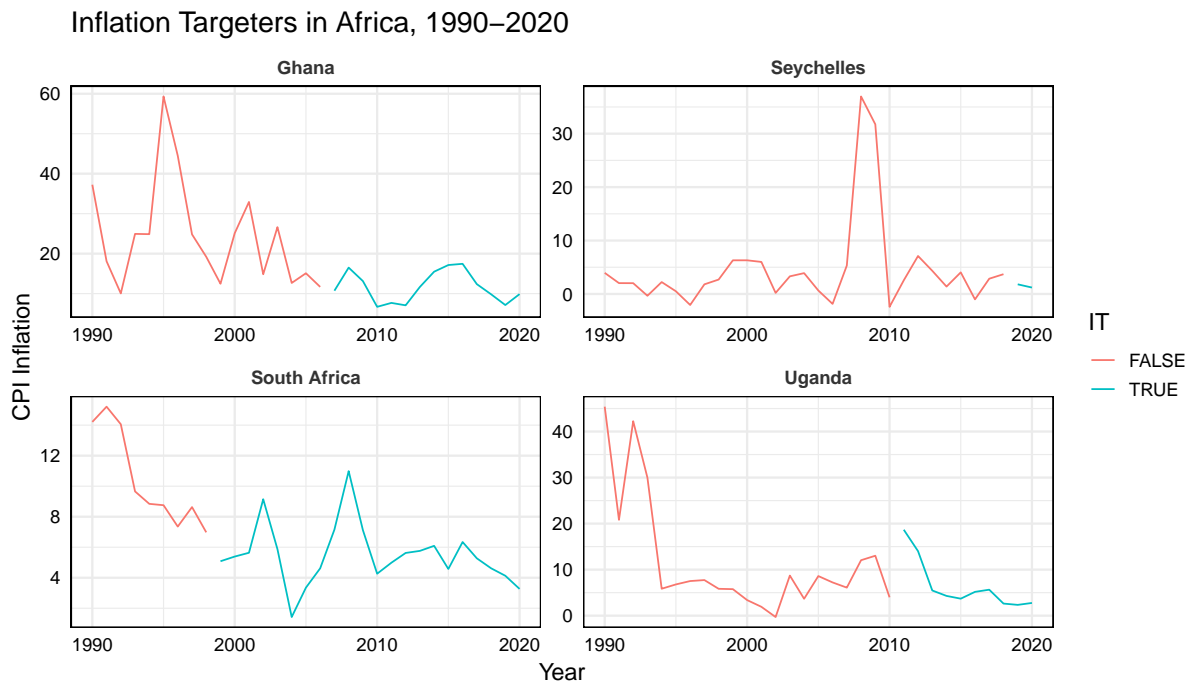 Inflation Targeters in Africa, 1990−2020
Ghana
Seychelles
60
40
20
30
20
10
0
1990 2000 2010 2020
1990 2000 2010 2020
South Africa
Uganda
12
8
4
40
30
20
10
0
1990 2000 2010 2020
1990 2000 2010 2020
CPI Inflation
Year
IT
FALSE
TRUE